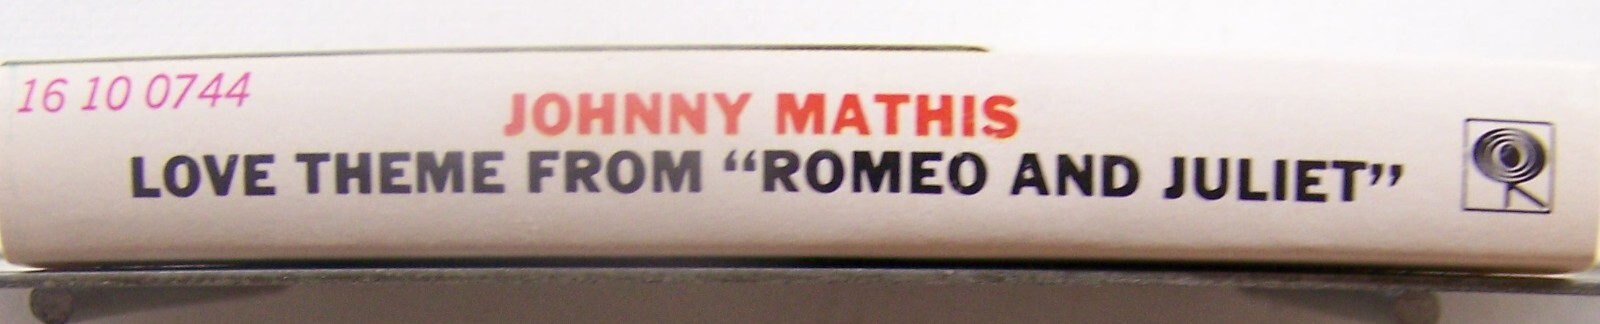 16 10 0744
JOHNNY MATHIS
LOVE THEME FROM “ROMEO AND JULIET”